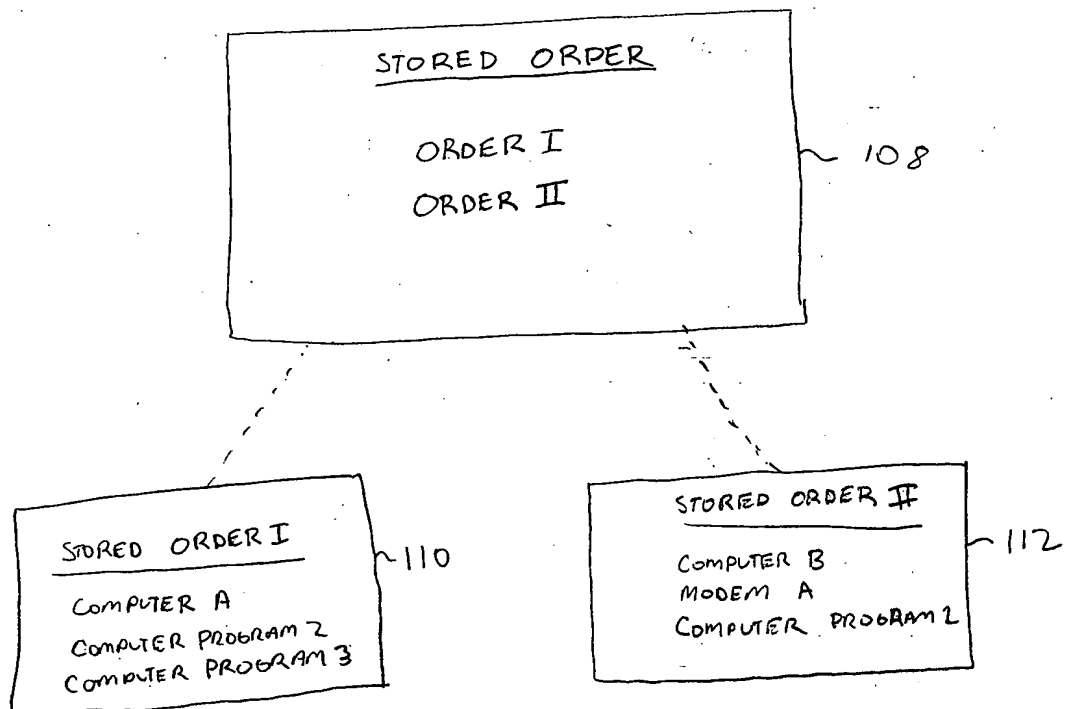 STORED ORDER
ORDER I
ORDER II
108
STORED ORDER I
110
COMPUTER A
COMPUTER PROGRAM 2
COMPUTER PROGRAM 3
STORED ORDER II
112
COMPUTER B
MODEM A
COMPUTER PROGRAM 2